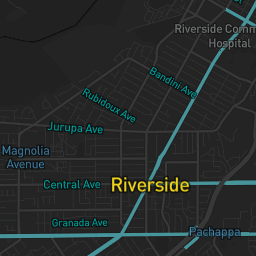 Riverside Comm
Hospital
Bandini Ave
Rubidoux Ave
Jurupa Ave
Magnolia
Avenue
Central Ave
Riverside
Granada Ave
Pachappa